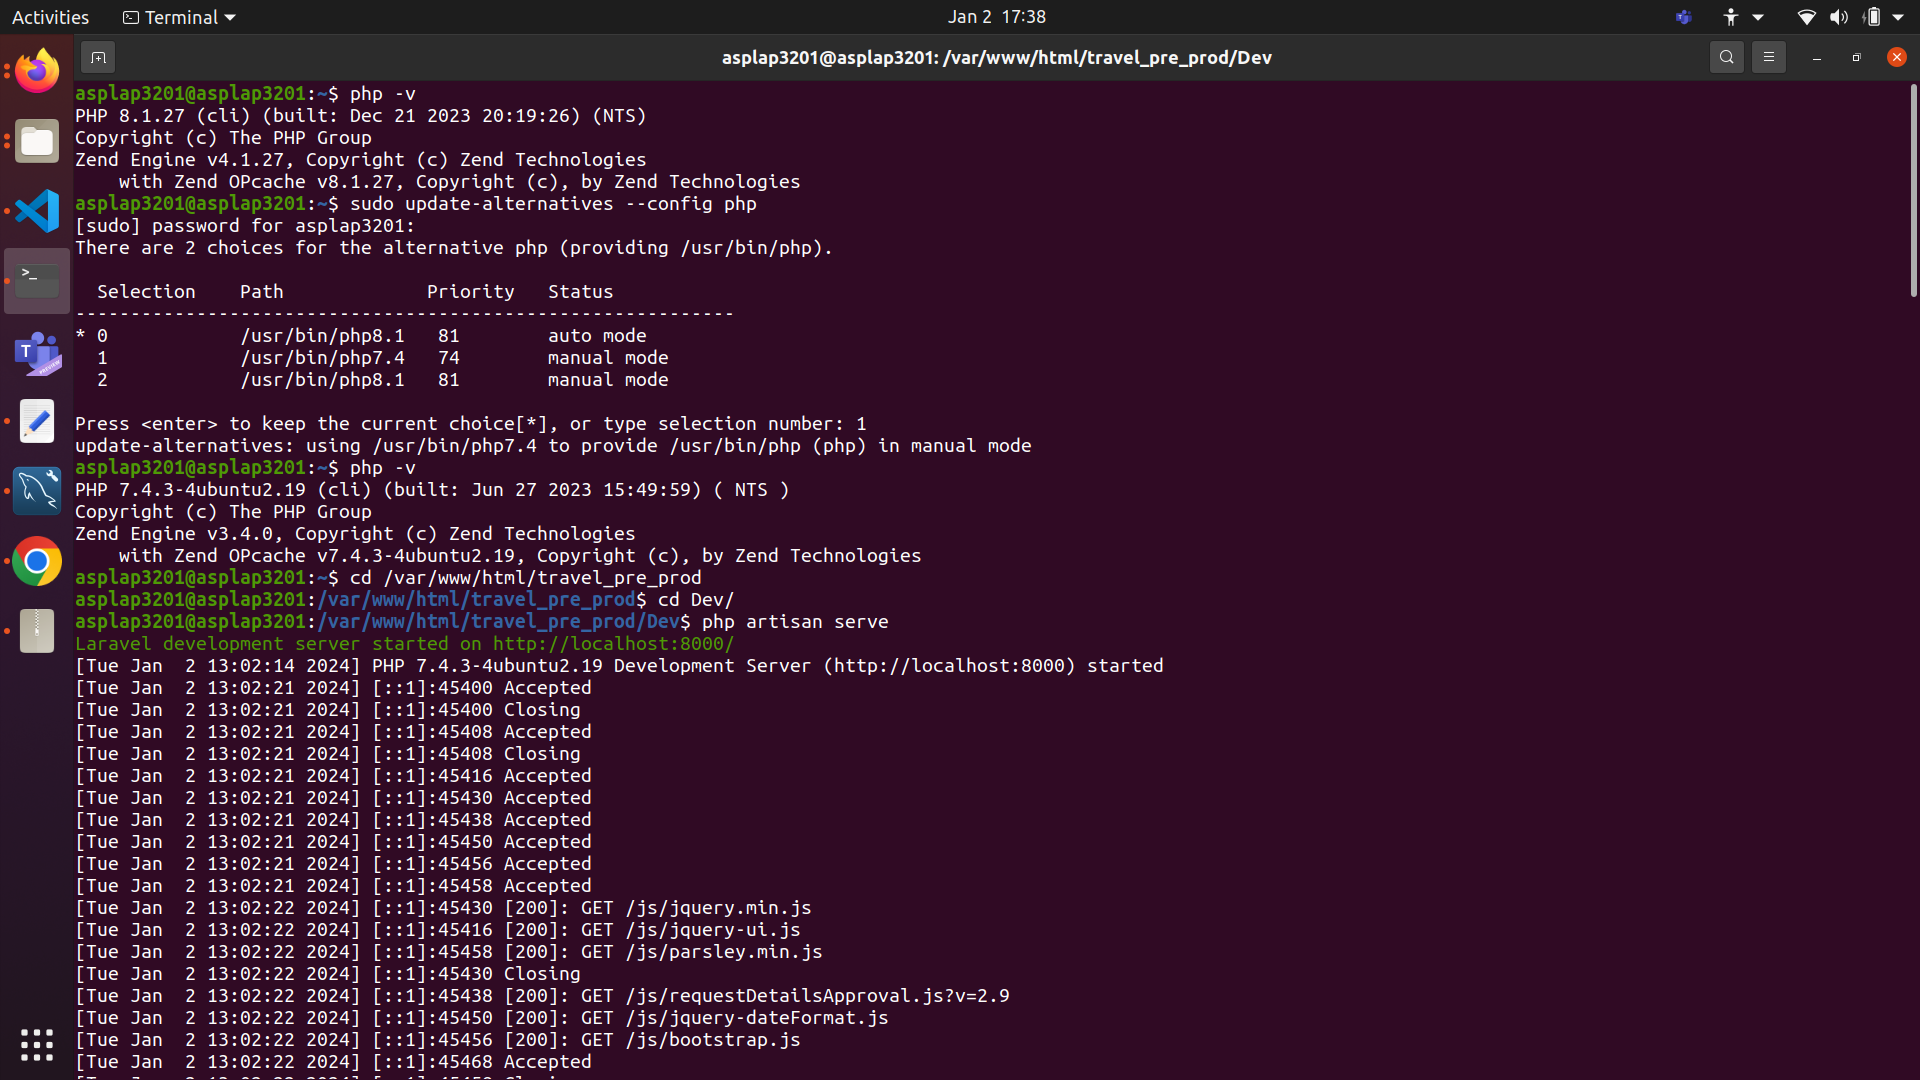 Activities
Terminal
Jan 2 17:38
asplap3201@asplap3201: /var/www/html/travel_pre_prod/Dev
asplap3201@asplap3201:~$ php -v
PHP 8.1.27 (cli) (built: Dec 21 2023 20:19:26) (NTS)
Copyright (c) The PHP Group
Zend Engine v4.1.27, Copyright (c) Zend Technologies
    with Zend OPcache v8.1.27, Copyright (c), by Zend Technologies
asplap3201@asplap3201:~$ sudo update-alternatives --config php
[sudo] password for asplap3201:
There are 2 choices for the alternative php (providing /usr/bin/php).
  Selection    Path             Priority   Status
------------------------------------------------------------
* 0            /usr/bin/php8.1   81        auto mode
  1            /usr/bin/php7.4   74        manual mode
  2            /usr/bin/php8.1   81        manual mode
Press <enter> to keep the current choice[*], or type selection number: 1
update-alternatives: using /usr/bin/php7.4 to provide /usr/bin/php (php) in manual mode
asplap3201@asplap3201:~$ php -v
PHP 7.4.3-4ubuntu2.19 (cli) (built: Jun 27 2023 15:49:59) ( NTS )
Copyright (c) The PHP Group
Zend Engine v3.4.0, Copyright (c) Zend Technologies
    with Zend OPcache v7.4.3-4ubuntu2.19, Copyright (c), by Zend Technologies
asplap3201@asplap3201:~$ cd /var/www/html/travel_pre_prod
asplap3201@asplap3201:/var/www/html/travel_pre_prod$ cd Dev/
asplap3201@asplap3201:/var/www/html/travel_pre_prod/Dev$ php artisan serve
Laravel development server started on http://localhost:8000/
[Tue Jan  2 13:02:14 2024] PHP 7.4.3-4ubuntu2.19 Development Server (http://localhost:8000) started
[Tue Jan  2 13:02:21 2024] [::1]:45400 Accepted
[Tue Jan  2 13:02:21 2024] [::1]:45400 Closing
[Tue Jan  2 13:02:21 2024] [::1]:45408 Accepted
[Tue Jan  2 13:02:21 2024] [::1]:45408 Closing
[Tue Jan  2 13:02:21 2024] [::1]:45416 Accepted
[Tue Jan  2 13:02:21 2024] [::1]:45430 Accepted
[Tue Jan  2 13:02:21 2024] [::1]:45438 Accepted
[Tue Jan  2 13:02:21 2024] [::1]:45450 Accepted
[Tue Jan  2 13:02:21 2024] [::1]:45456 Accepted
[Tue Jan  2 13:02:21 2024] [::1]:45458 Accepted
[Tue Jan  2 13:02:22 2024] [::1]:45430 [200]: GET /js/jquery.min.js
[Tue Jan  2 13:02:22 2024] [::1]:45416 [200]: GET /js/jquery-ui.js
[Tue Jan  2 13:02:22 2024] [::1]:45458 [200]: GET /js/parsley.min.js
[Tue Jan  2 13:02:22 2024] [::1]:45430 Closing
[Tue Jan  2 13:02:22 2024] [::1]:45438 [200]: GET /js/requestDetailsApproval.js?v=2.9
[Tue Jan  2 13:02:22 2024] [::1]:45450 [200]: GET /js/jquery-dateFormat.js
[Tue Jan  2 13:02:22 2024] [::1]:45456 [200]: GET /js/bootstrap.js
[Tue Jan  2 13:02:22 2024] [::1]:45468 Accepted